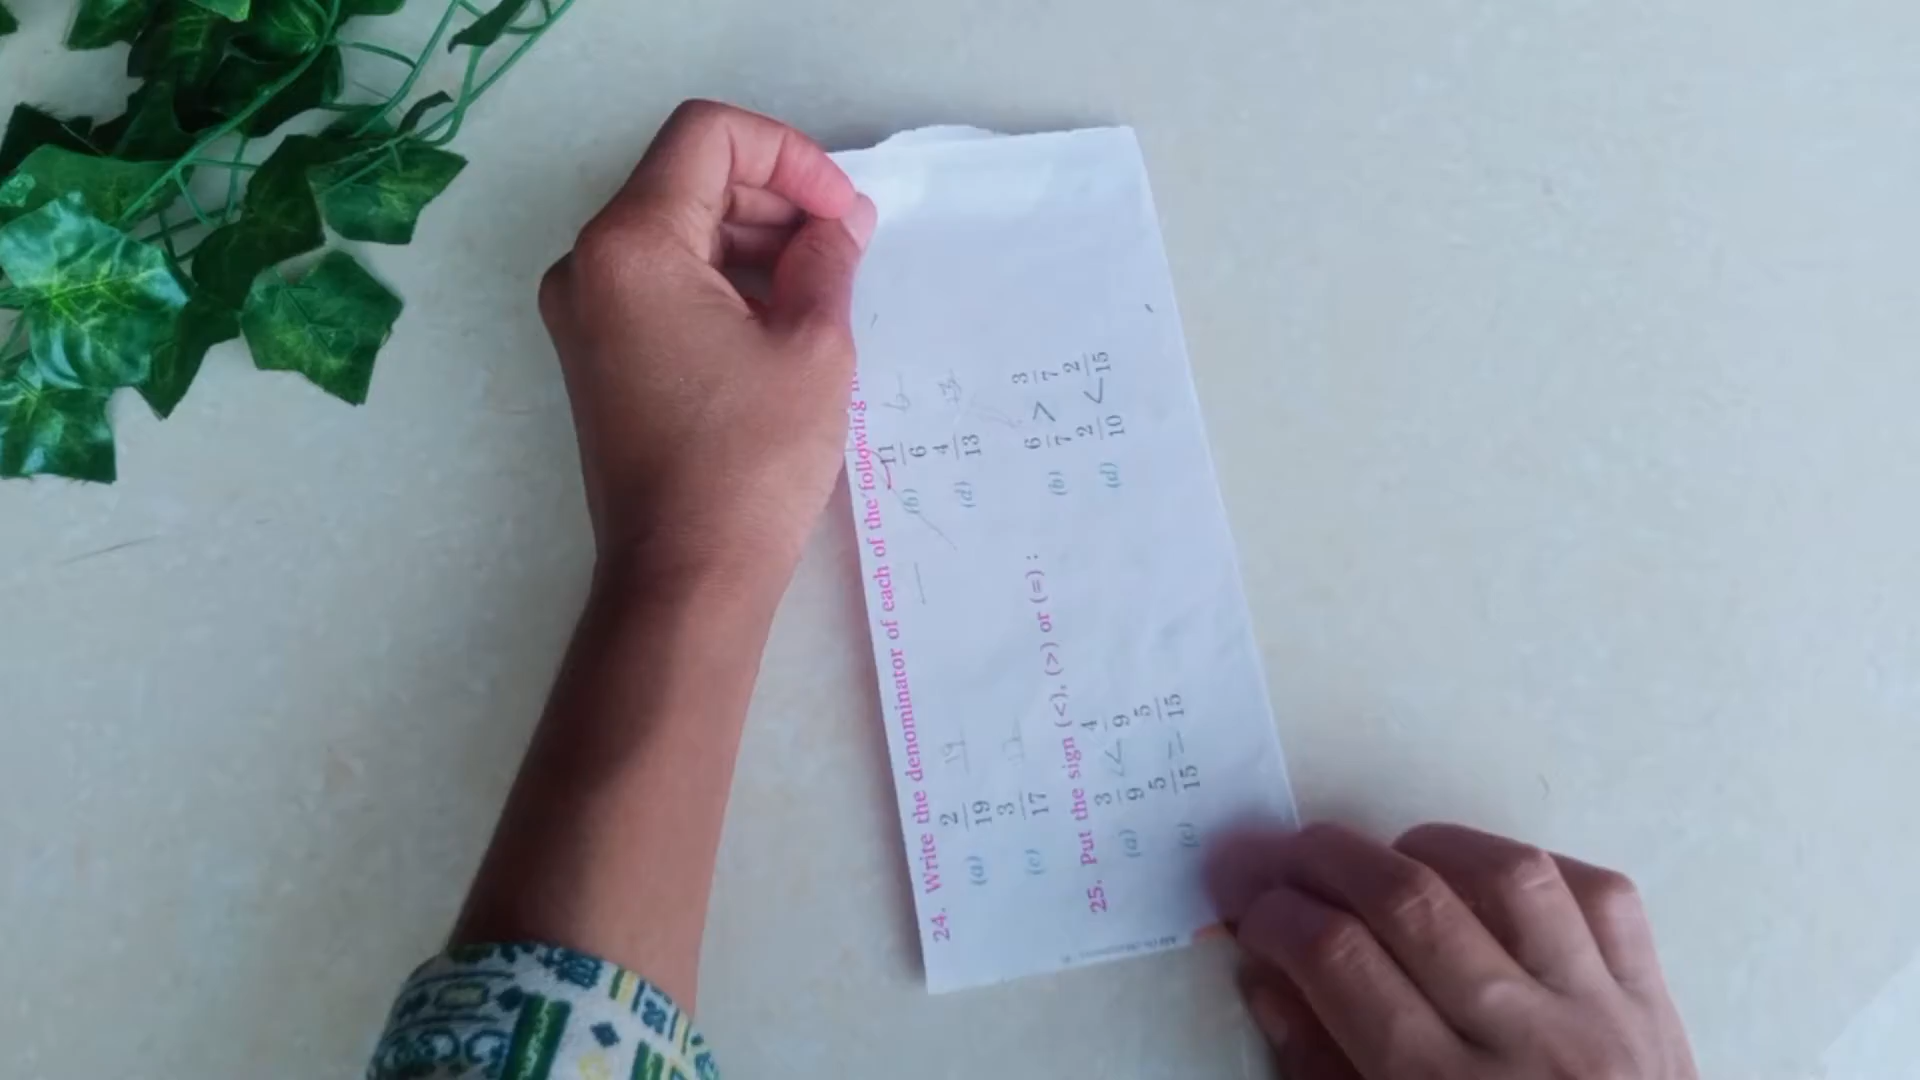 24. Write the denominator of each of the following
(a) 2/19 19 (b) 11/6 6
(c) 3/17 17 (d) 4/13 13
25. Put the sign (<), (>) or (=) :
(a) 3/9 < 4/9 (b) 6/7 > 3/7
(c) 5/15 = 5/15 (d) 2/10 < 2/15